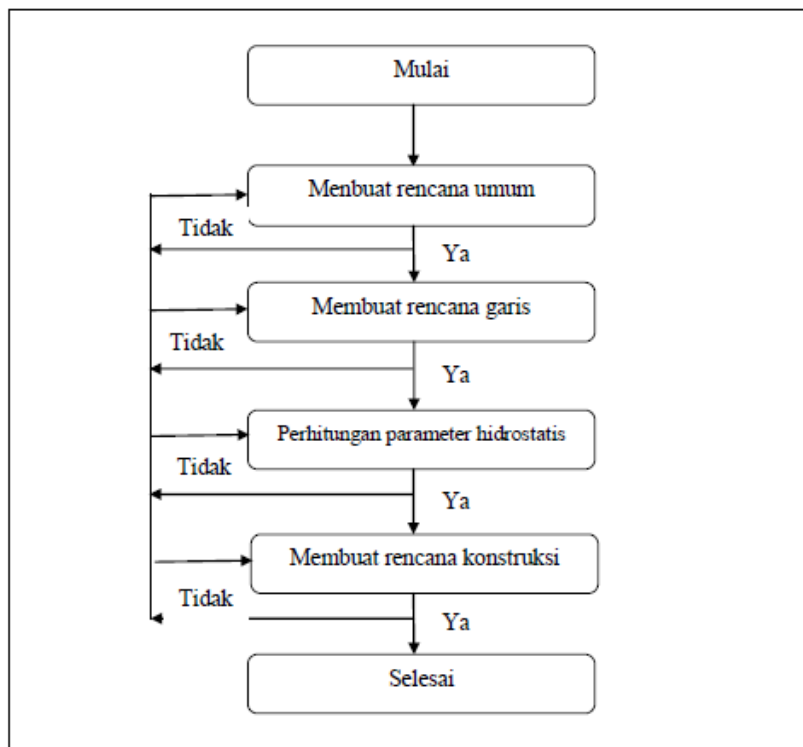 Mulai
Menbuat rencana umum
Tidak
Ya
Membuat rencana garis
Tidak
Ya
Perhitungan parameter hidrostatis
Tidak
Ya
Membuat rencana konstruksi
Tidak
Ya
Selesai